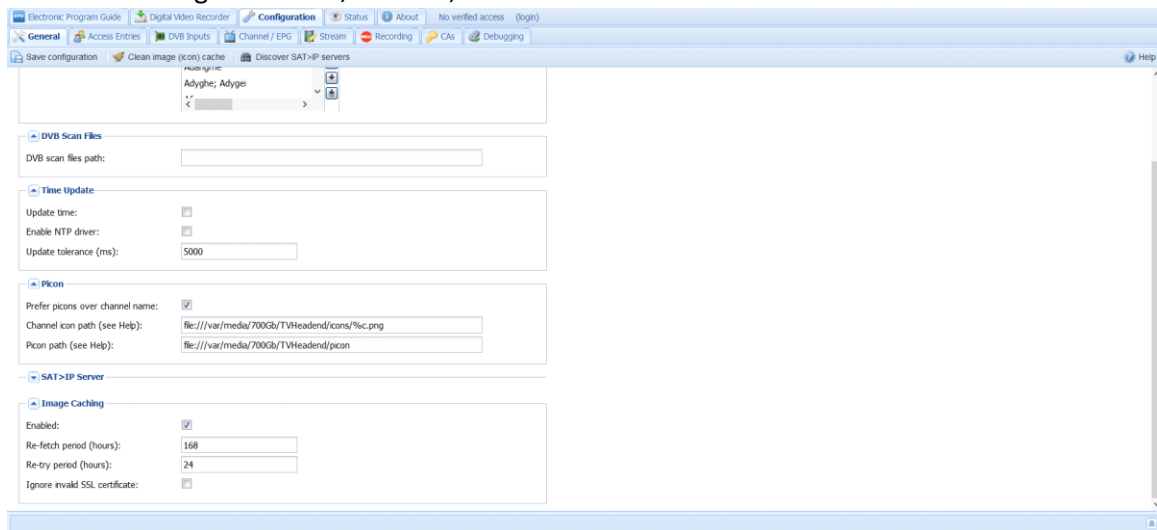 Electronic Program Guide Digital Video Recorder Configuration Status About No verified access (login)
General Access Entries DVB Inputs Channel / EPG Stream Recording CAs Debugging
Save configuration Clean image (icon) cache Discover SAT>IP servers Help
Adangme
Adyghe; Adygei
DVB Scan Files
DVB scan files path:
Time Update
Update time:
Enable NTP driver:
Update tolerance (ms): 5000
Picon
Prefer picons over channel name:
Channel icon path (see Help): file:///var/media/700Gb/TVHeadend/icons/%c.png
Picon path (see Help): file:///var/media/700Gb/TVHeadend/picon
SAT>IP Server
Image Caching
Enabled:
Re-fetch period (hours): 168
Re-try period (hours): 24
Ignore invalid SSL certificate: